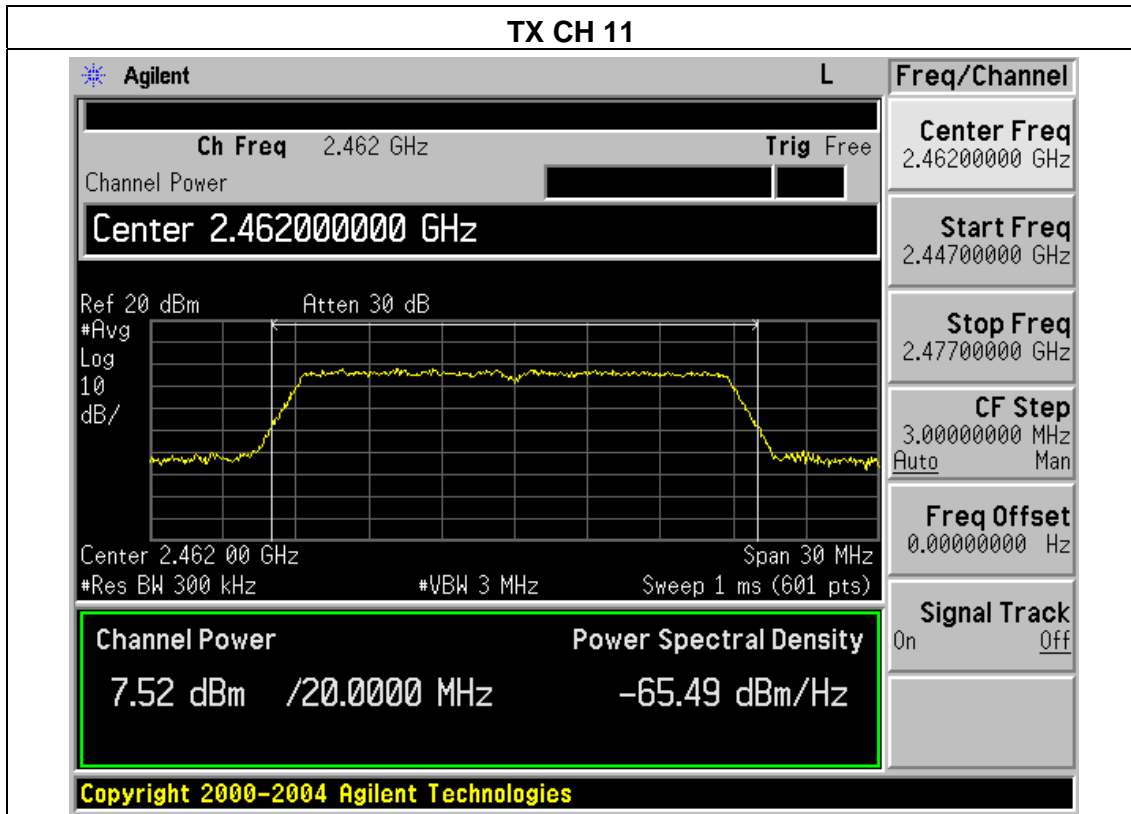 TX CH 11
Agilent L
Ch Freq 2.462 GHz Trig Free
Channel Power
Center 2.462000000 GHz
Ref 20 dBm Atten 30 dB
#Avg
Log
10
dB/
Center 2.462 00 GHz Span 30 MHz
#Res BW 300 kHz #VBW 3 MHz Sweep 1 ms (601 pts)
Channel Power Power Spectral Density
7.52 dBm /20.0000 MHz -65.49 dBm/Hz
Copyright 2000-2004 Agilent Technologies
Freq/Channel
Center Freq
2.46200000 GHz
Start Freq
2.44700000 GHz
Stop Freq
2.47700000 GHz
CF Step
3.00000000 MHz
Auto Man
Freq Offset
0.00000000 Hz
Signal Track
On Off